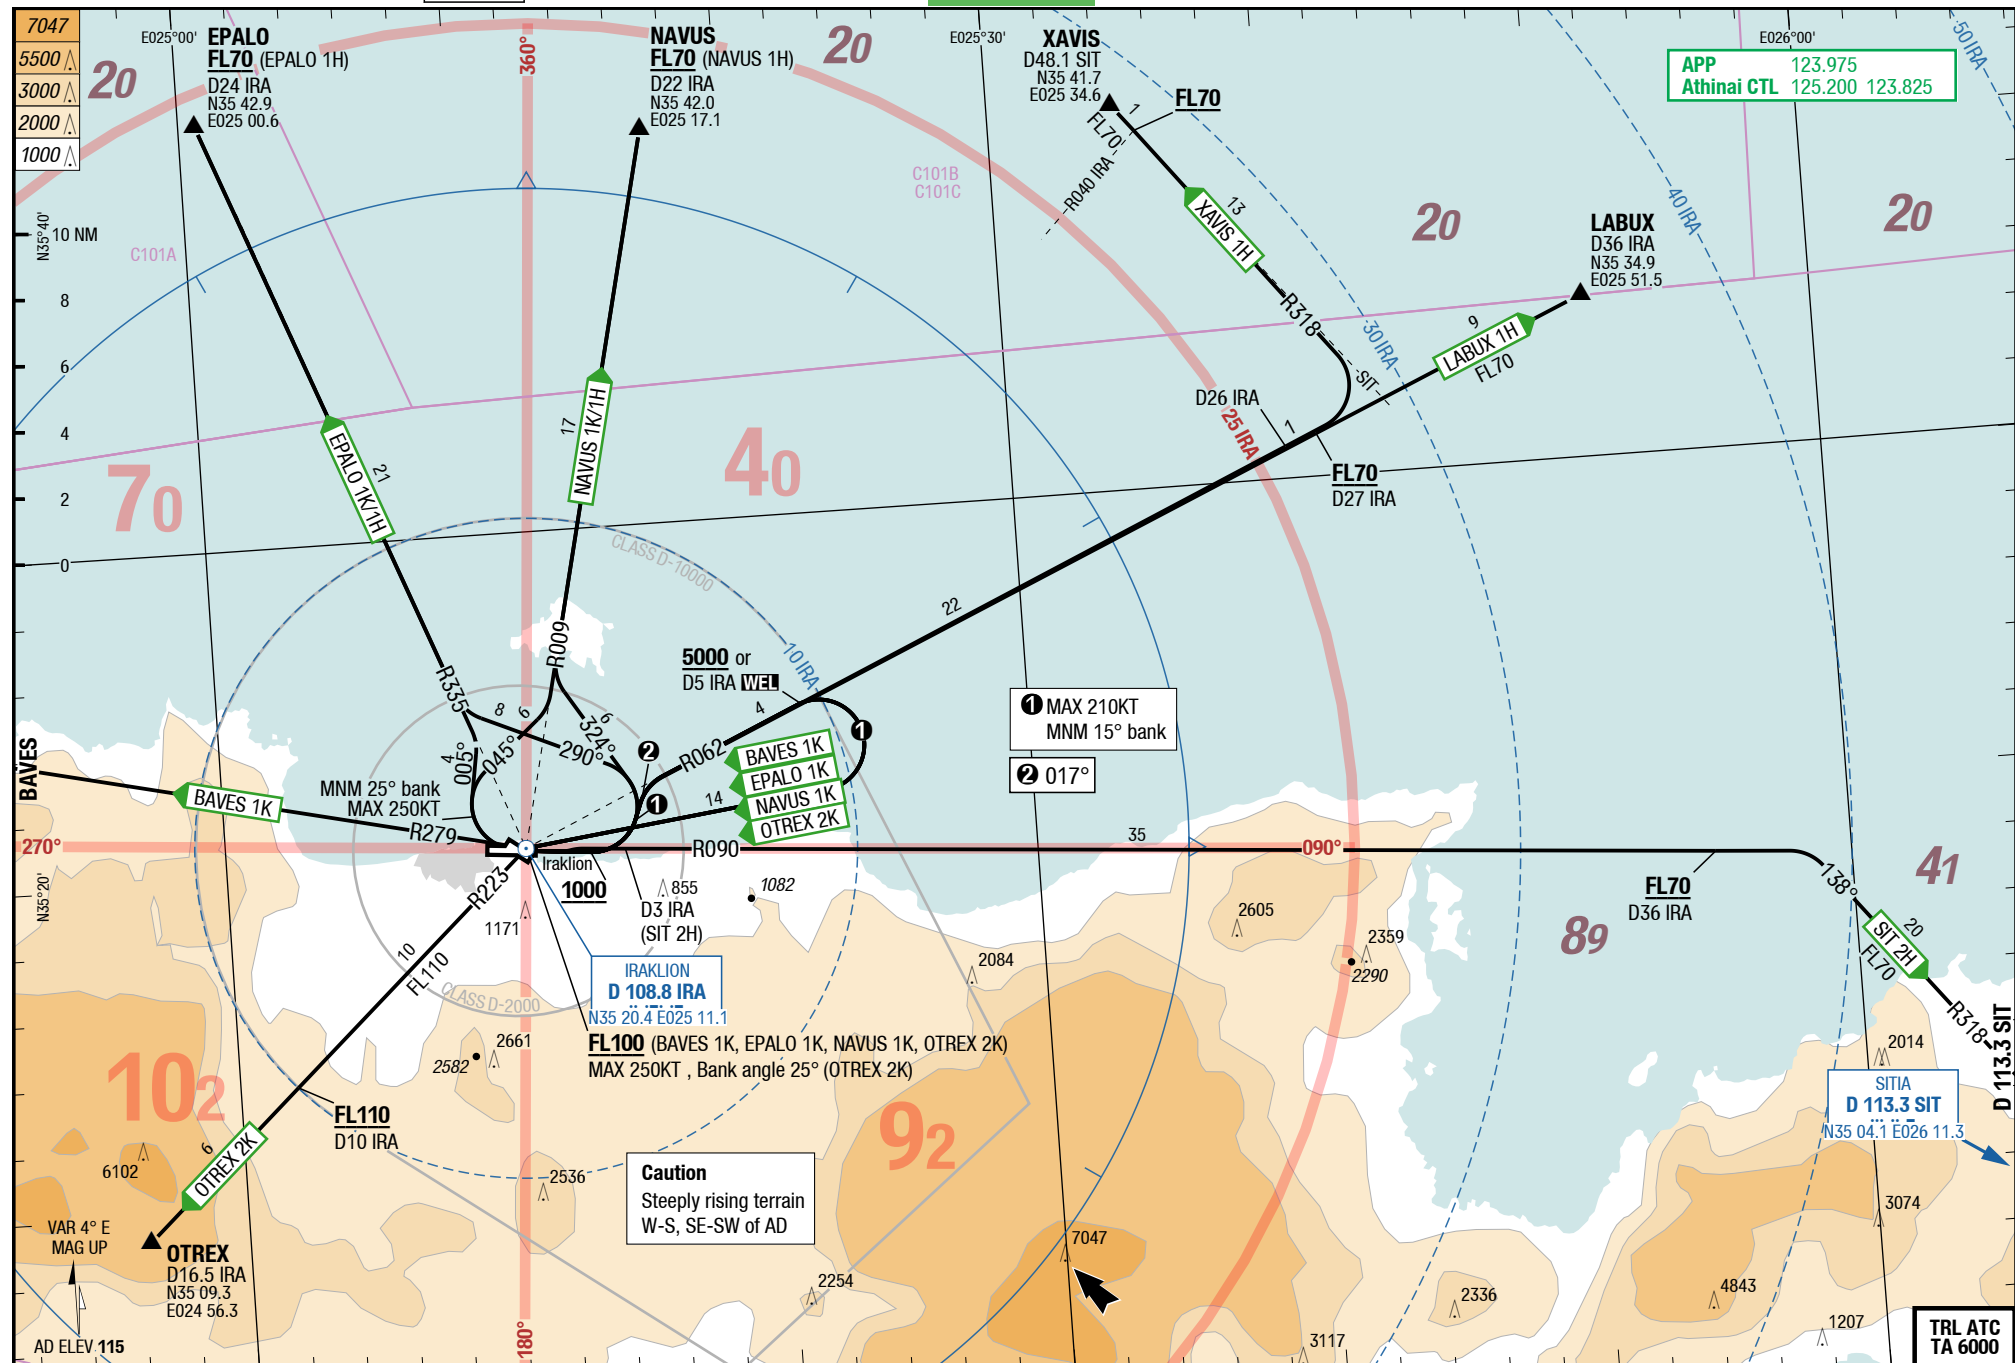 7047
5500
3000
2000
1000
E025°00'
EPALO
FL70 (EPALO 1H)
D24 IRA
N35 42.9
E025 00.6
20
360°
NAVUS
FL70 (NAVUS 1H)
D22 IRA
N35 42.0
E025 17.1
20
E025°30'
XAVIS
D48.1 SIT
N35 41.7
E025 34.6
1
FL70
FL70
R040 IRA
E026°00'
50 IRA
APP 123.975
Athinai CTL 125.200 123.825
C101B
C101C
13
XAVIS 1H
20
40 IRA
LABUX
D36 IRA
N35 34.9
E025 51.5
20
N35°40'
10 NM
8
6
4
2
0
C101A
R318
SIT
30 IRA
9
LABUX 1H
FL70
D26 IRA
25 IRA
1
FL70
D27 IRA
EPALO 1K/1H
21
17
NAVUS 1K/1H
70
40
CLASS D-10000
22
R009
R335
5000 or
D5 IRA WEL
10 IRA
1 MAX 210KT
MNM 15° bank
2 017°
8
6
6
4
324°
290°
045°
005°
4
2
1
1
R062
BAVES 1K
EPALO 1K
NAVUS 1K
OTREX 2K
14
BAVES
BAVES 1K
MNM 25° bank
MAX 250KT
R279
270°
R090
35
090°
Iraklion
1000
855
1082
D3 IRA
(SIT 2H)
N35°20'
R223
1171
10
FL110
CLASS D-2000
IRAKLION
D 108.8 IRA
N35 20.4 E025 11.1
2084
2605
2359
2290
FL70
D36 IRA
89
41
138°
20
SIT 2H
FL70
R318
D 113.3 SIT
2014
SITIA
D 113.3 SIT
N35 04.1 E026 11.3
FL100 (BAVES 1K, EPALO 1K, NAVUS 1K, OTREX 2K)
MAX 250KT , Bank angle 25° (OTREX 2K)
2661
2582
102
92
FL110
D10 IRA
6
OTREX 2K
6102
2536
Caution
Steeply rising terrain
W-S, SE-SW of AD
3074
VAR 4° E
MAG UP
OTREX
D16.5 IRA
N35 09.3
E024 56.3
7047
2254
2336
4843
1207
3117
180°
AD ELEV 115
TRL ATC
TA 6000